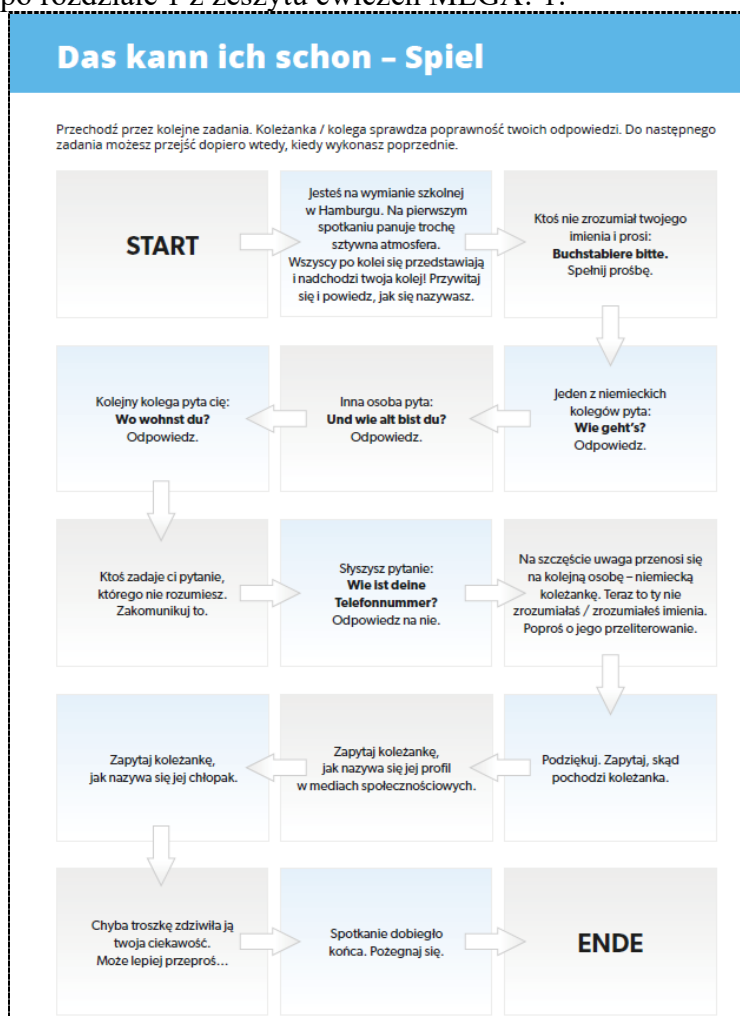 po rozdziale 1 z zeszytu ćwiczeń MEGA! 1.
Das kann ich schon – Spiel
Przechodź przez kolejne zadania. Koleżanka / kolega sprawdza poprawność twoich odpowiedzi. Do następnego
zadania możesz przejść dopiero wtedy, kiedy wykonasz poprzednie.
START
Jesteś na wymianie szkolnej
w Hamburgu. Na pierwszym
spotkaniu panuje trochę
sztywna atmosfera.
Wszyscy po kolei się przedstawiają
i nadchodzi twoja kolej! Przywitaj
się i powiedz, jak się nazywasz.
Ktoś nie zrozumiał twojego
imienia i prosi:
Buchstabiere bitte.
Spełnij prośbę.
Jeden z niemieckich
kolegów pyta:
Wie geht's?
Odpowiedz.
Inna osoba pyta:
Und wie alt bist du?
Odpowiedz.
Kolejny kolega pyta cię:
Wo wohnst du?
Odpowiedz.
Ktoś zadaje ci pytanie,
którego nie rozumiesz.
Zakomunikuj to.
Słyszysz pytanie:
Wie ist deine
Telefonnummer?
Odpowiedz na nie.
Na szczęście uwaga przenosi się
na kolejną osobę – niemiecką
koleżankę. Teraz to ty nie
zrozumiałaś / zrozumiałeś imienia.
Poproś o jego przeliterowanie.
Podziękuj. Zapytaj, skąd
pochodzi koleżanka.
Zapytaj koleżankę,
jak nazywa się jej profil
w mediach społecznościowych.
Zapytaj koleżankę,
jak nazywa się jej chłopak.
Chyba troszkę zdziwiła ją
twoja ciekawość.
Może lepiej przeproś...
Spotkanie dobiegło
końca. Pożegnaj się.
ENDE